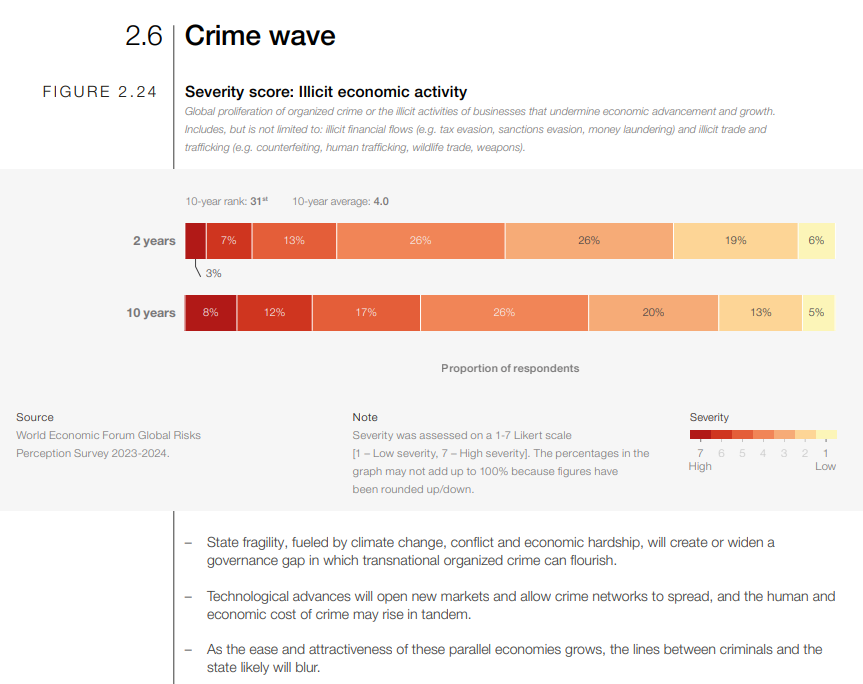 2.6 Crime wave
FIGURE 2.24 Severity score: Illicit economic activity
Global proliferation of organized crime or the illicit activities of businesses that undermine economic advancement and growth.
Includes, but is not limited to: illicit financial flows (e.g. tax evasion, sanctions evasion, money laundering) and illicit trade and
trafficking (e.g. counterfeiting, human trafficking, wildlife trade, weapons).
10-year rank: 31st 10-year average: 4.0
2 years 7% 13% 26% 26% 19% 6%
3%
10 years 8% 12% 17% 26% 20% 13% 5%
Proportion of respondents
Source
World Economic Forum Global Risks
Perception Survey 2023-2024.
Note
Severity was assessed on a 1-7 Likert scale
[1 – Low severity, 7 – High severity]. The percentages in the
graph may not add up to 100% because figures have
been rounded up/down.
Severity
7 6 5 4 3 2 1
High Low
– State fragility, fueled by climate change, conflict and economic hardship, will create or widen a
governance gap in which transnational organized crime can flourish.
– Technological advances will open new markets and allow crime networks to spread, and the human and
economic cost of crime may rise in tandem.
– As the ease and attractiveness of these parallel economies grows, the lines between criminals and the
state likely will blur.